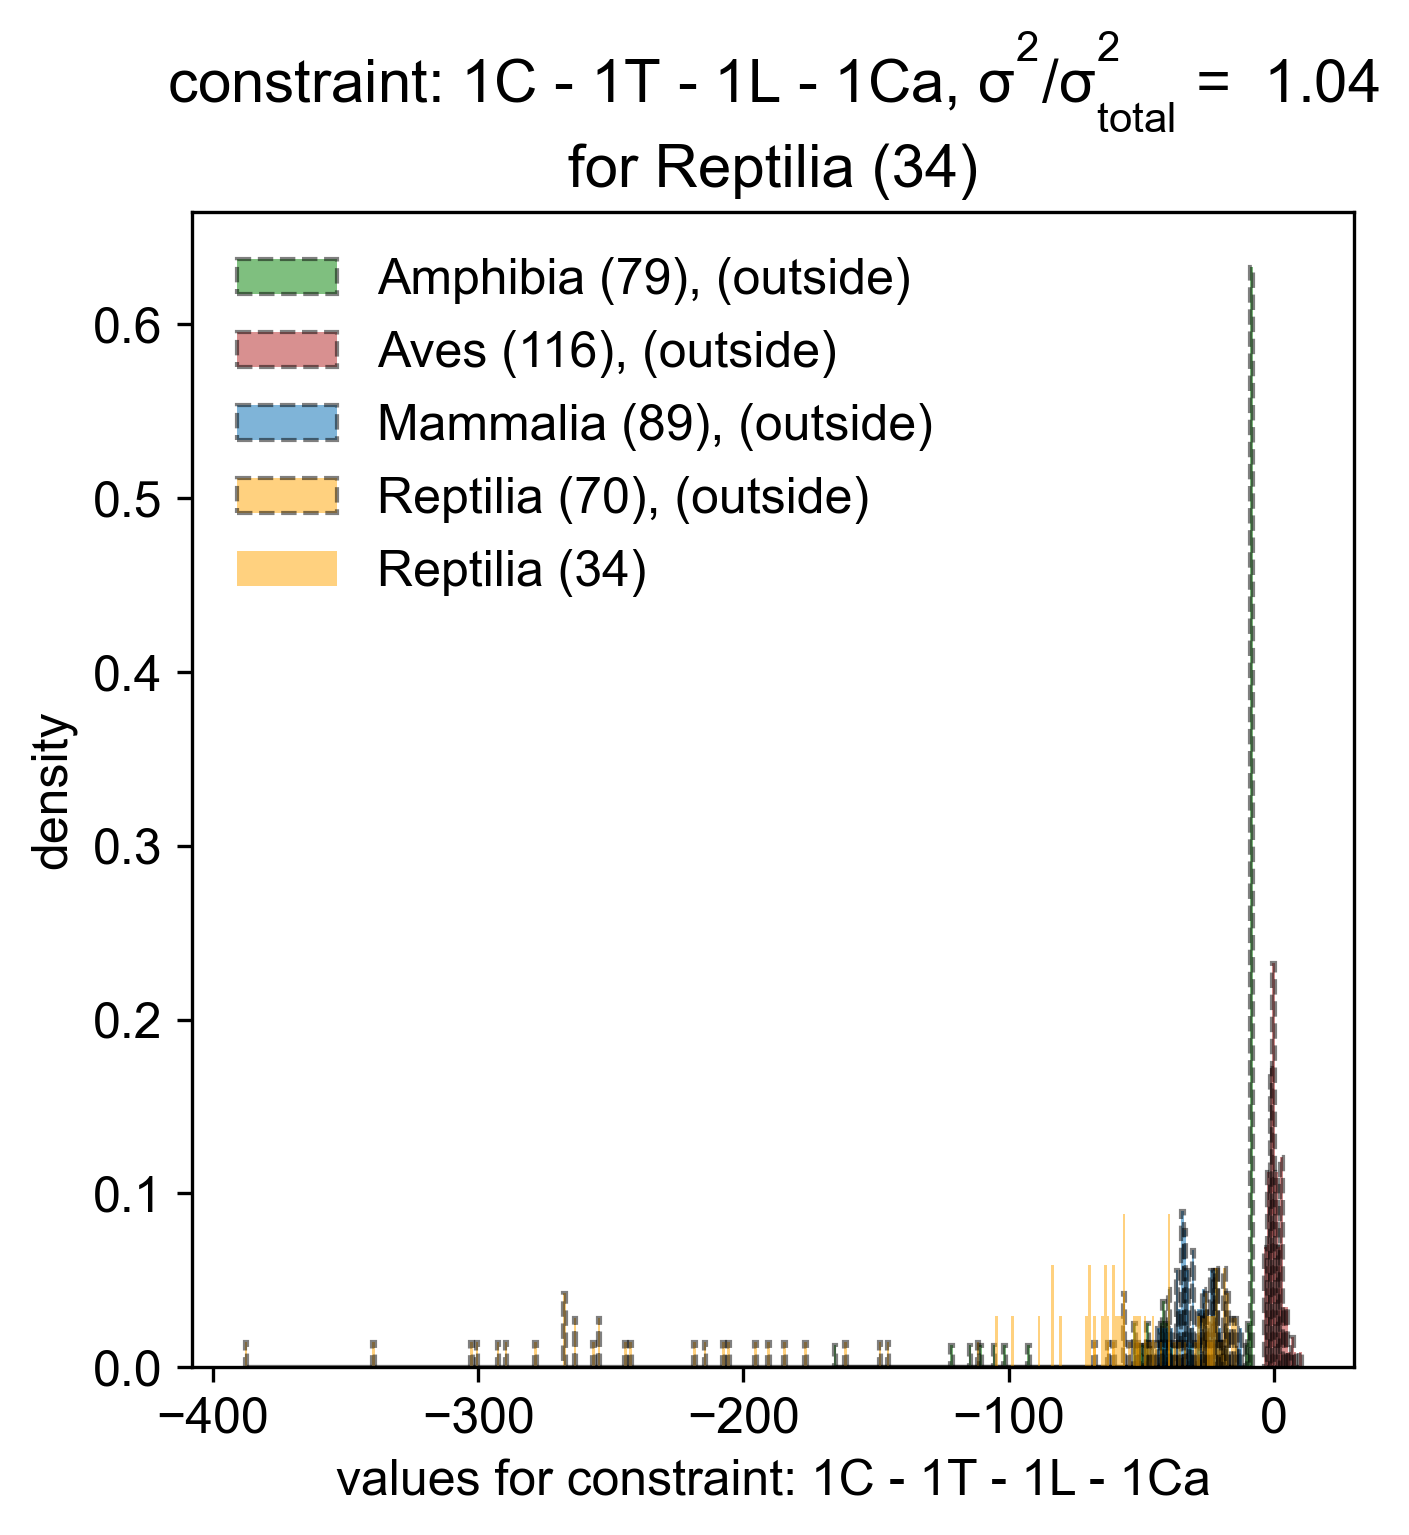 constraint: 1C - 1T - 1L - 1Ca, σ²/σ²total = 1.04
for Reptilia (34)
Amphibia (79), (outside)
Aves (116), (outside)
Mammalia (89), (outside)
Reptilia (70), (outside)
Reptilia (34)
0.6
0.5
0.4
0.3
0.2
0.1
0.0
density
−400
−300
−200
−100
0
values for constraint: 1C - 1T - 1L - 1Ca